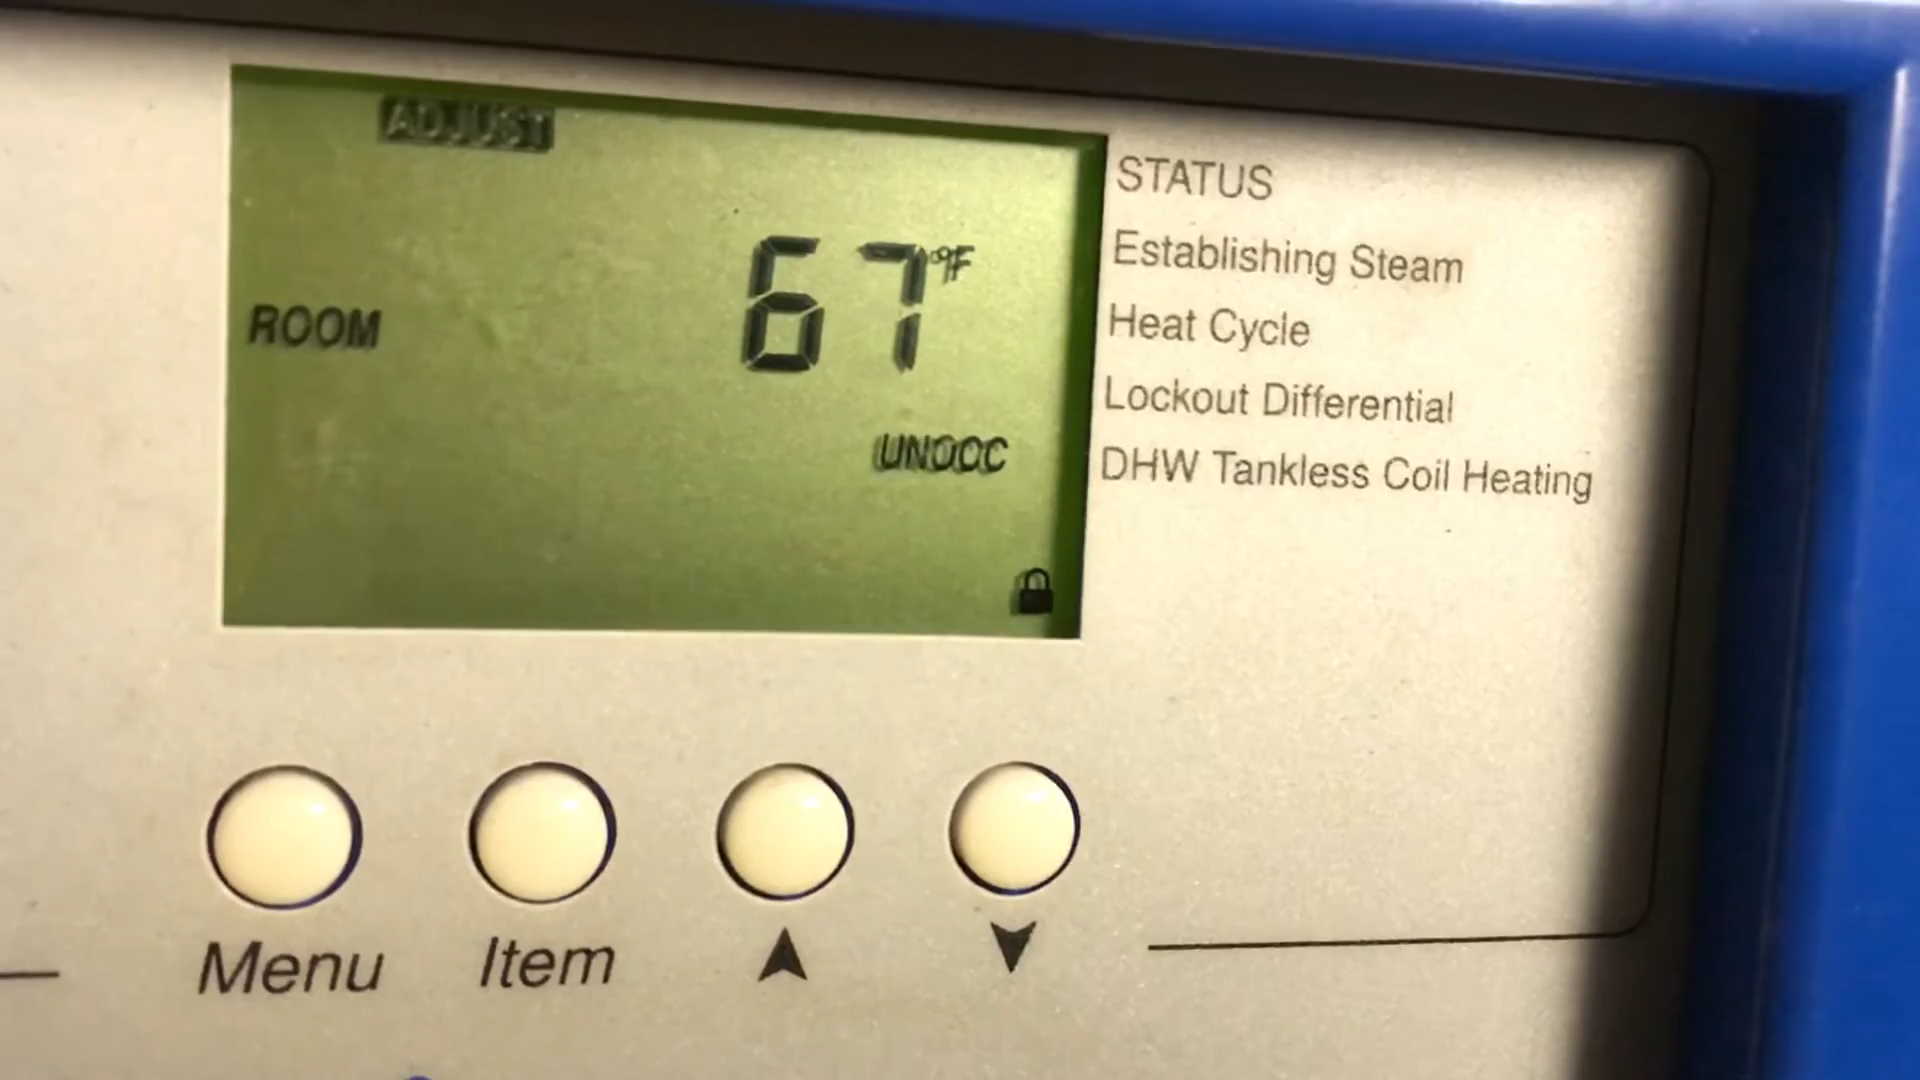 ADJUST
ROOM 67°F
UNOCC
STATUS
Establishing Steam
Heat Cycle
Lockout Differential
DHW Tankless Coil Heating
Menu Item